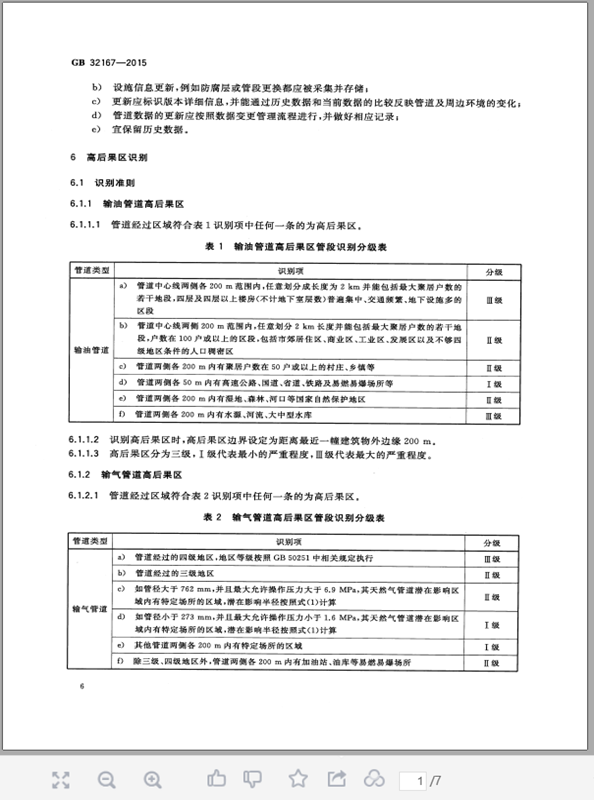 GB 32167—2015
b) 设施信息更新,例如防腐层或管段更换都应被采集并存储;
c) 更新应标识版本详细信息,并能通过历史数据和当前数据的比较反映管道及周边环境的变化;
d) 管道数据的更新应按照数据变更管理流程进行,并做好相应记录;
e) 宜保留历史数据。
6 高后果区识别
6.1 识别准则
6.1.1 输油管道高后果区
6.1.1.1 管道经过区域符合表 1 识别项中任何一条的为高后果区。
表 1 输油管道高后果区管段识别分级表
管道类型 识别项 分级
a) 管道中心线两侧各 200 m 范围内,任意划分成长度为 2 km 并能包括最大聚居户数的
若干地段,四层及四层以上楼房(不计地下室层数)普遍集中、交通频繁、地下设施多的
区段
Ⅲ级
b) 管道中心线两侧 200 m 范围内,任意划分 2 km 长度并能包括最大聚居户数的若干地
段,户数在 100 户或以上的区段,包括市郊居住区、商业区、工业区、发展区以及不够四
级地区条件的人口稠密区
Ⅱ级
输油管道
c) 管道两侧各 200 m 内有聚居户数在 50 户或以上的村庄、乡镇等 Ⅱ级
d) 管道两侧各 50 m 内有高速公路、国道、省道、铁路及易燃易爆场所等 Ⅰ级
e) 管道两侧各 200 m 内有湿地、森林、河口等国家自然保护地区 Ⅱ级
f) 管道两侧各 200 m 内有水源、河流、大中型水库 Ⅲ级
6.1.1.2 识别高后果区时,高后果区边界设定为距离最近一幢建筑物外边缘 200 m。
6.1.1.3 高后果区分为三级,Ⅰ级代表最小的严重程度,Ⅲ级代表最大的严重程度。
6.1.2 输气管道高后果区
6.1.2.1 管道经过区域符合表 2 识别项中任何一条的为高后果区。
表 2 输气管道高后果区管段识别分级表
管道类型 识别项 分级
a) 管道经过的四级地区,地区等级按照 GB 50251 中相关规定执行 Ⅲ级
b) 管道经过的三级地区 Ⅱ级
c) 如管径大于 762 mm,并且最大允许操作压力大于 6.9 MPa,其天然气管道潜在影响区
域内有特定场所的区域,潜在影响半径按照式(1)计算
Ⅱ级
输气管道
d) 如管径小于 273 mm,并且最大允许操作压力小于 1.6 MPa,其天然气管道潜在影响区
域内有特定场所的区域,潜在影响半径按照式(1)计算
Ⅰ级
e) 其他管道两侧各 200 m 内有特定场所的区域 Ⅰ级
f) 除三级、四级地区外,管道两侧各 200 m 内有加油站、油库等易燃易爆场所 Ⅱ级
6
1 /7